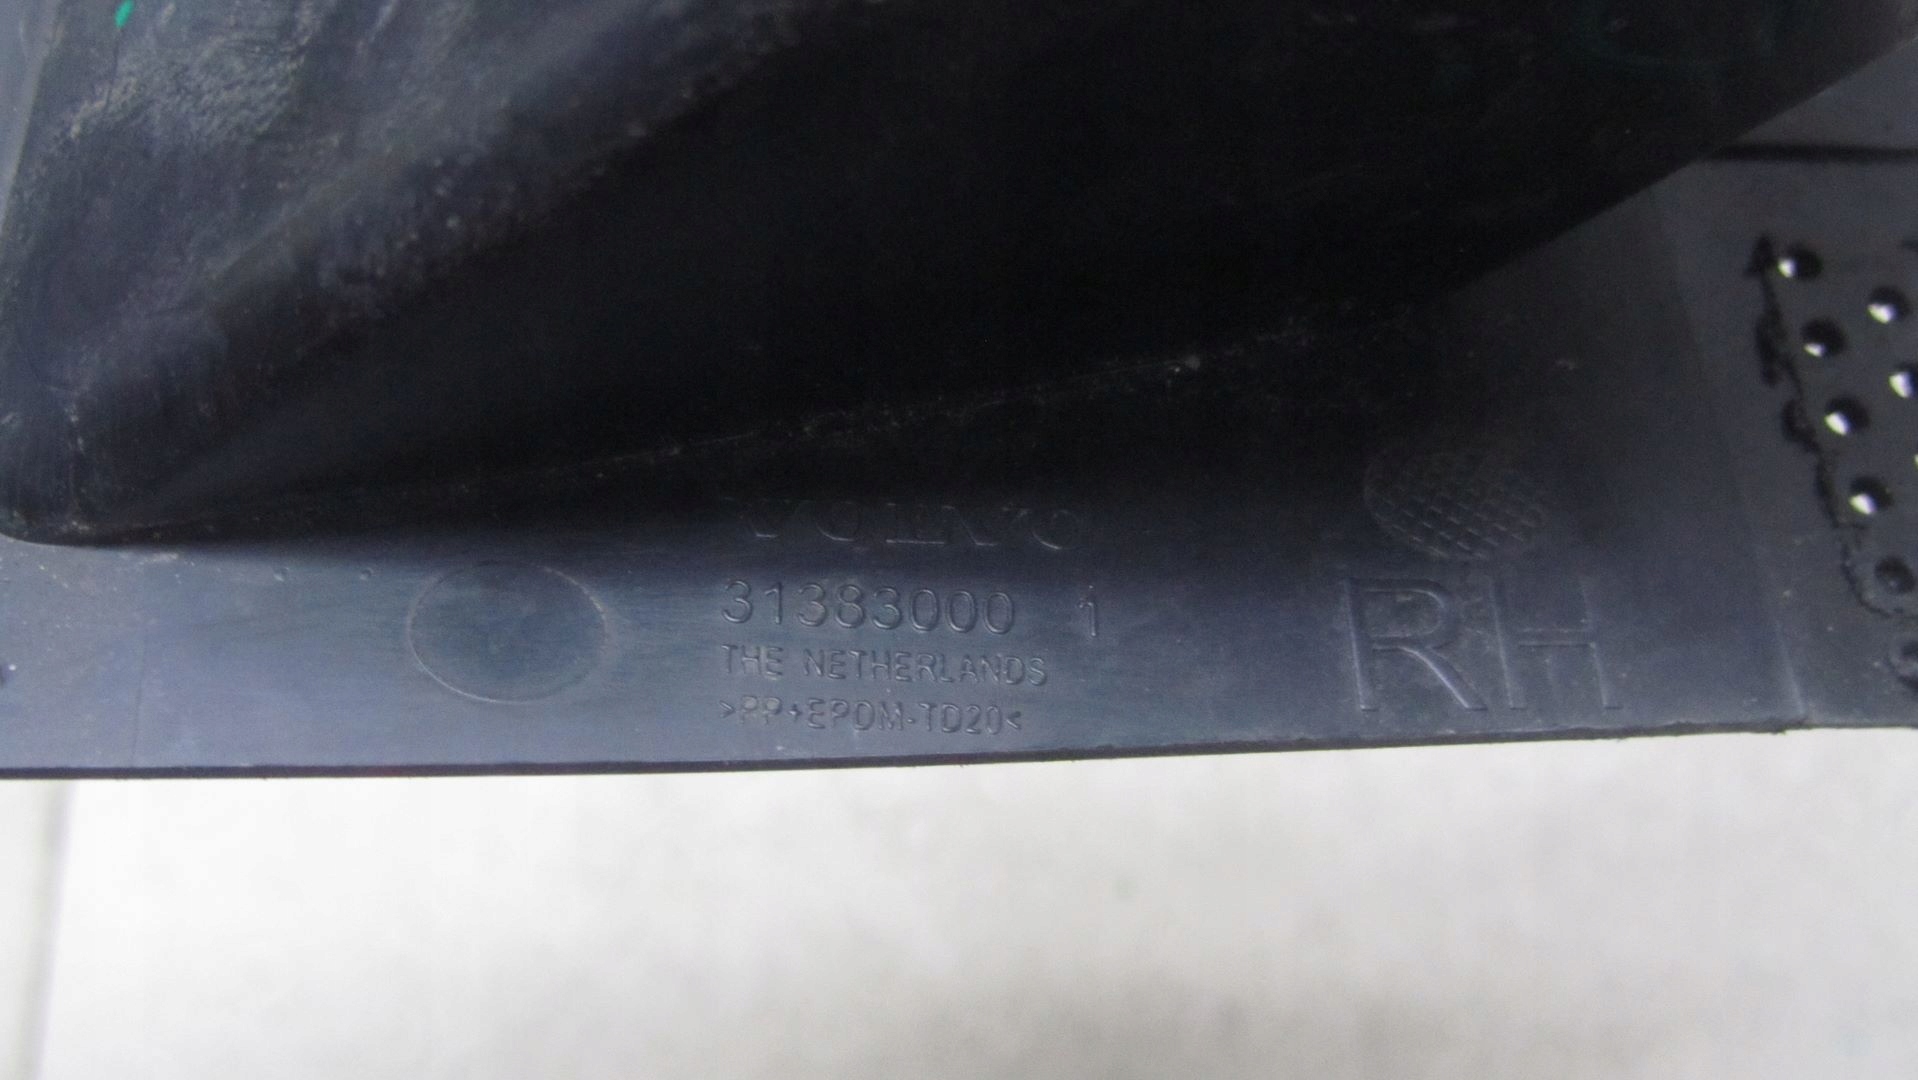 VOLVO
31383000 1
THE NETHERLANDS
>PP+EPDM-TD20<
RH